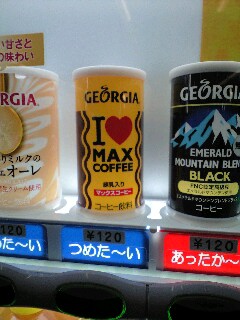 い甘さと
の味わい
GEORGIA
りミルクの
ェオーレ
GEORGIA
I ♥
MAX
COFFEE
練乳入り
マックスコーヒー
コーヒー飲料
GEORGIA
EMERALD
MOUNTAIN BLEND
BLACK
コーヒー
¥120
めた〜い
¥120
つめた〜い
¥120
あったか〜